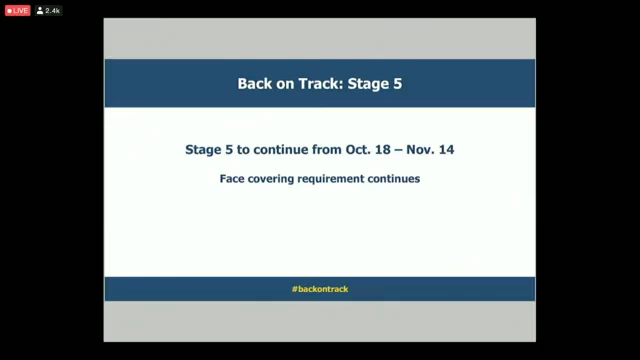 LIVE 2.4k
Back on Track: Stage 5
Stage 5 to continue from Oct. 18 – Nov. 14
Face covering requirement continues
#backontrack